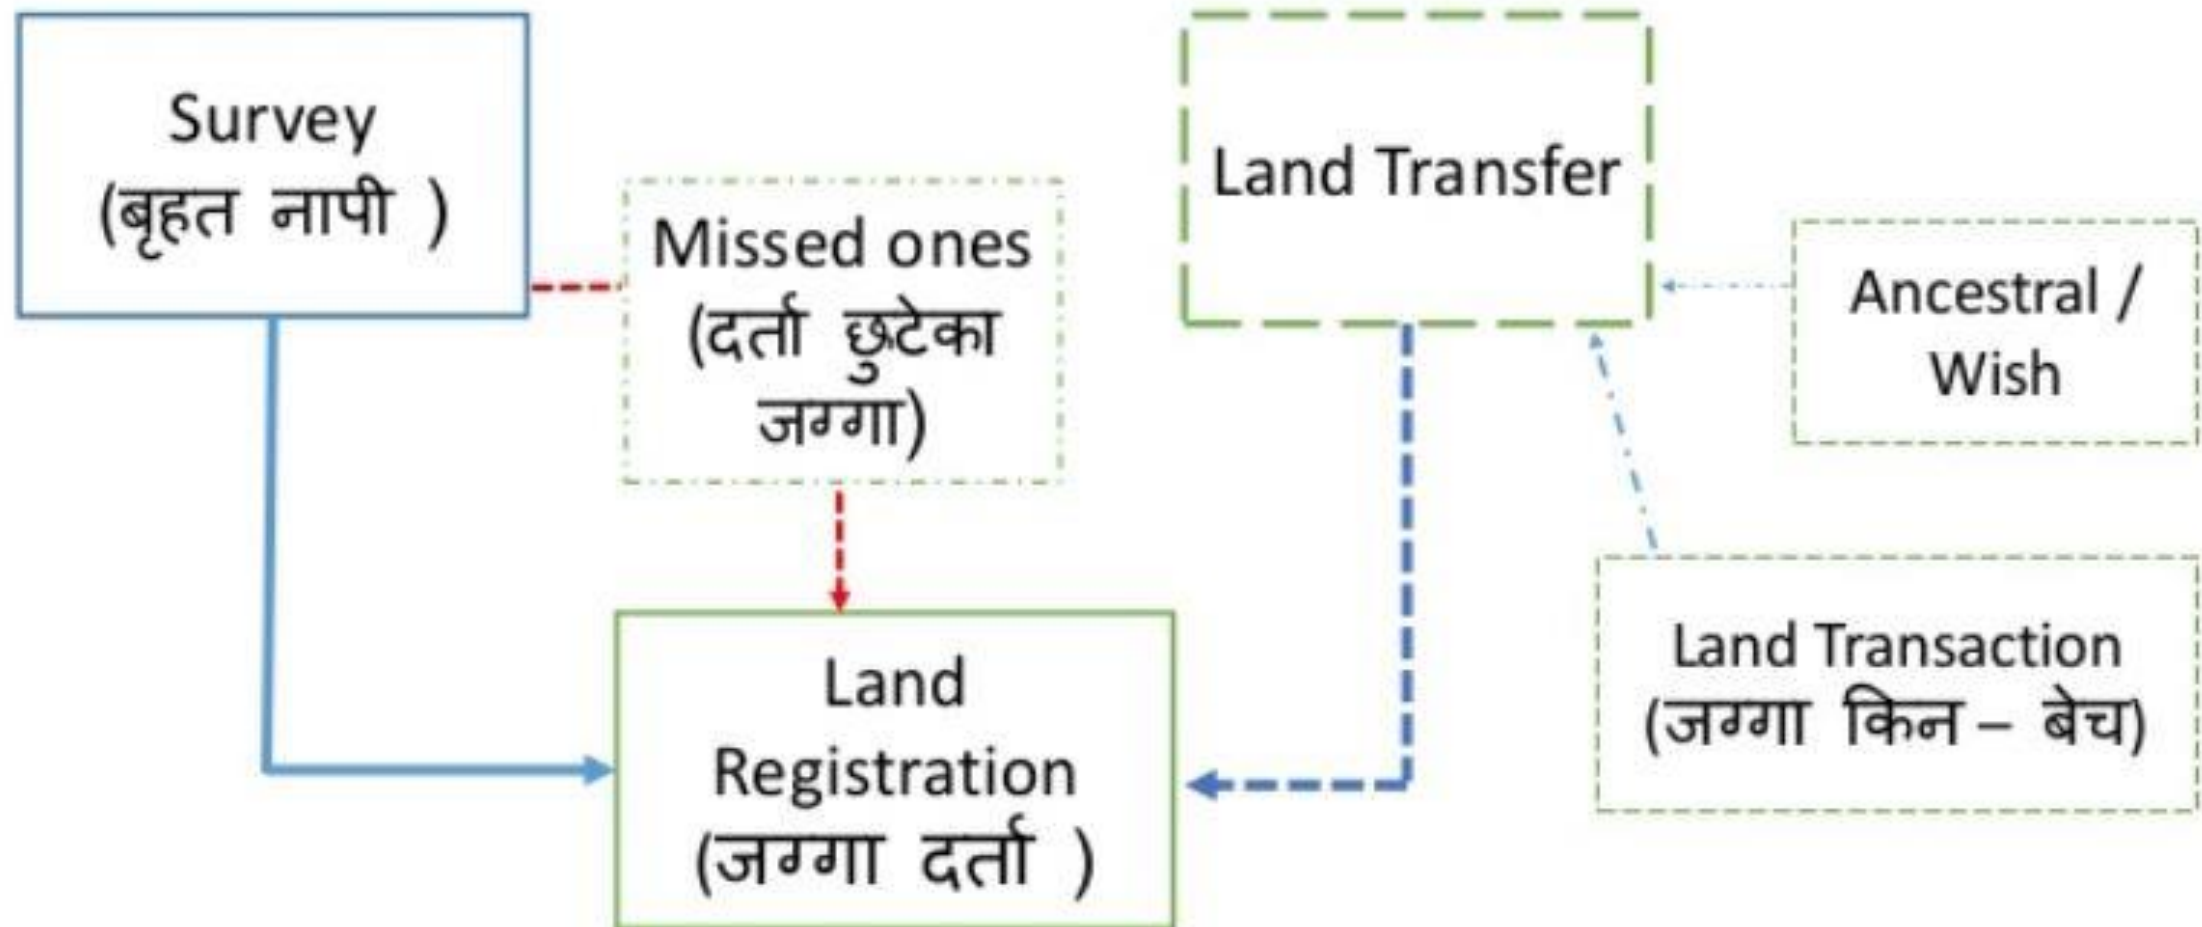 Survey
(बृहत नापी )
Missed ones
(दर्ता छुटेका
जग्गा)
Land Transfer
Ancestral /
Wish
Land Transaction
(जग्गा किन – बेच)
Land
Registration
(जग्गा दर्ता )